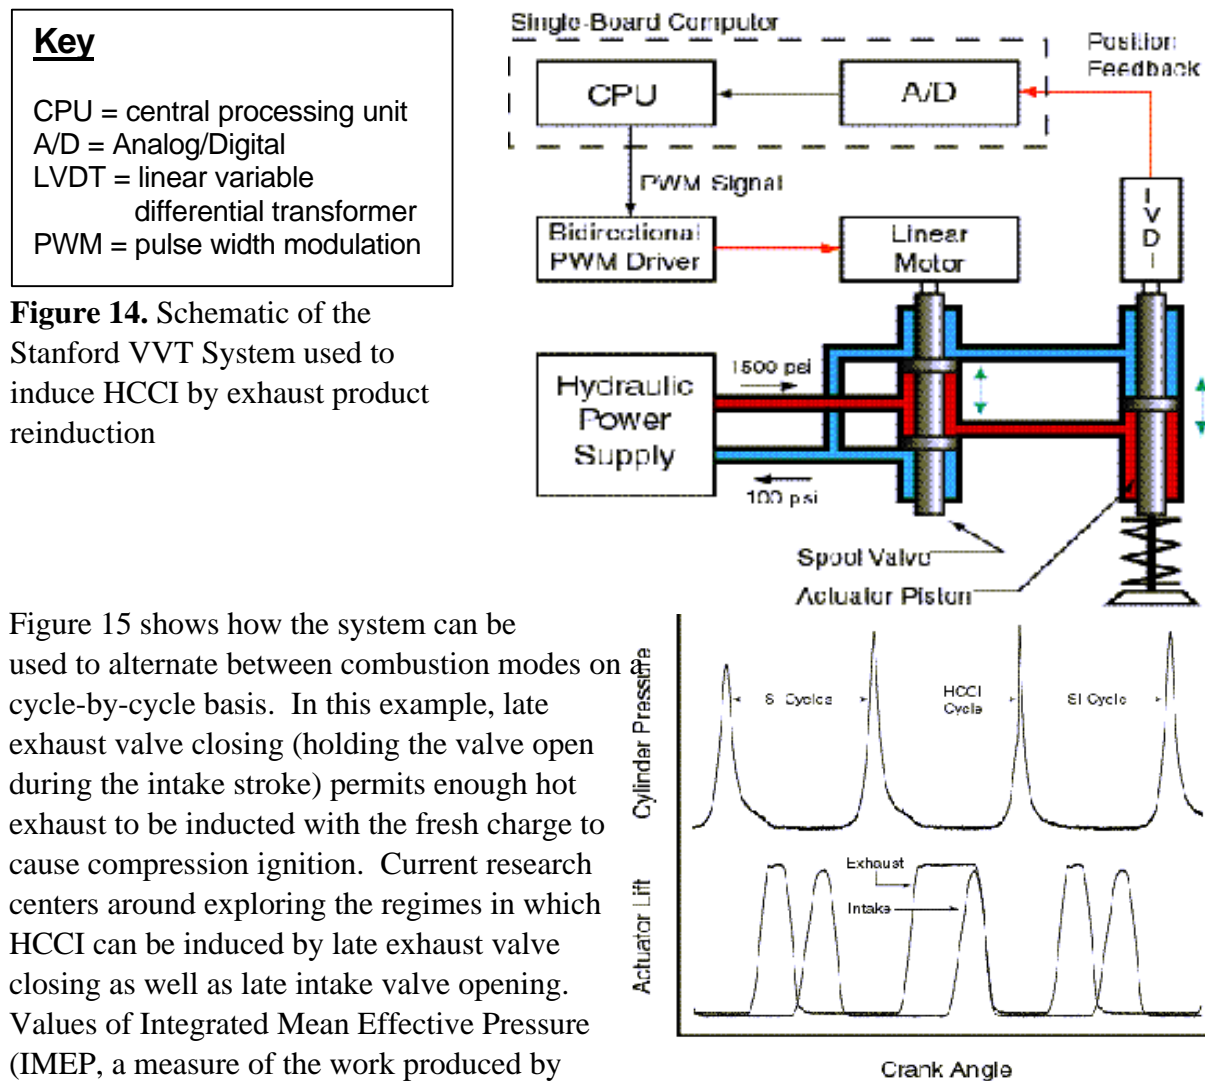 Key
CPU = central processing unit
A/D = Analog/Digital
LVDT = linear variable
differential transformer
PWM = pulse width modulation
Figure 14. Schematic of the
Stanford VVT System used to
induce HCCI by exhaust product
reinduction
Single-Board Computor
CPU
A/D
Position
Feedback
PWM Signal
Bidirectional
PWM Driver
Linear
Motor
LVDT
Hydraulic
Power
Supply
1500 psi
100 psi
Spool Valve
Actuator Piston
Figure 15 shows how the system can be
used to alternate between combustion modes on a
cycle-by-cycle basis. In this example, late
exhaust valve closing (holding the valve open
during the intake stroke) permits enough hot
exhaust to be inducted with the fresh charge to
cause compression ignition. Current research
centers around exploring the regimes in which
HCCI can be induced by late exhaust valve
closing as well as late intake valve opening.
Values of Integrated Mean Effective Pressure
(IMEP, a measure of the work produced by
Cylinder Pressure
SI Cycles
HCCI
Cycle
SI Cycle
Actuator Lift
Exhaust
Intake
Crank Angle